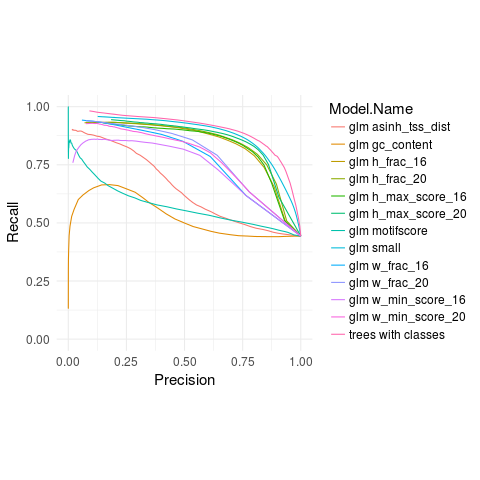 Model.Name
glm asinh_tss_dist
glm gc_content
glm h_frac_16
glm h_frac_20
glm h_max_score_16
glm h_max_score_20
glm motifscore
glm small
glm w_frac_16
glm w_frac_20
glm w_min_score_16
glm w_min_score_20
trees with classes
Recall
1.00
0.75
0.50
0.25
0.00
0.00 0.25 0.50 0.75 1.00
Precision